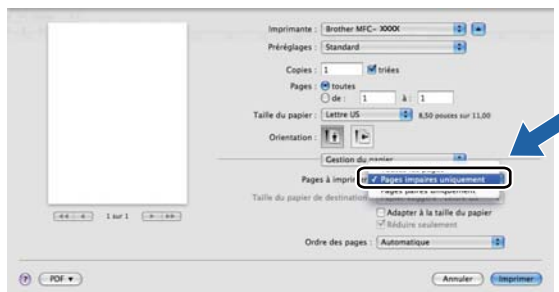 Imprimante : Brother MFC- XXXX
Préréglages : Standard
Copies : 1 triées
Pages : toutes
de : 1 à : 1
Taille du papier : Lettre US 8,50 pouces sur 11,00
Orientation :
Gestion du papier
Pages à imprimer
Pages impaires uniquement
Pages paires uniquement
Taille du papier de destination
Adapter à la taille du papier
Réduire seulement
1 sur 1
Ordre des pages : Automatique
? PDF Annuler Imprimer